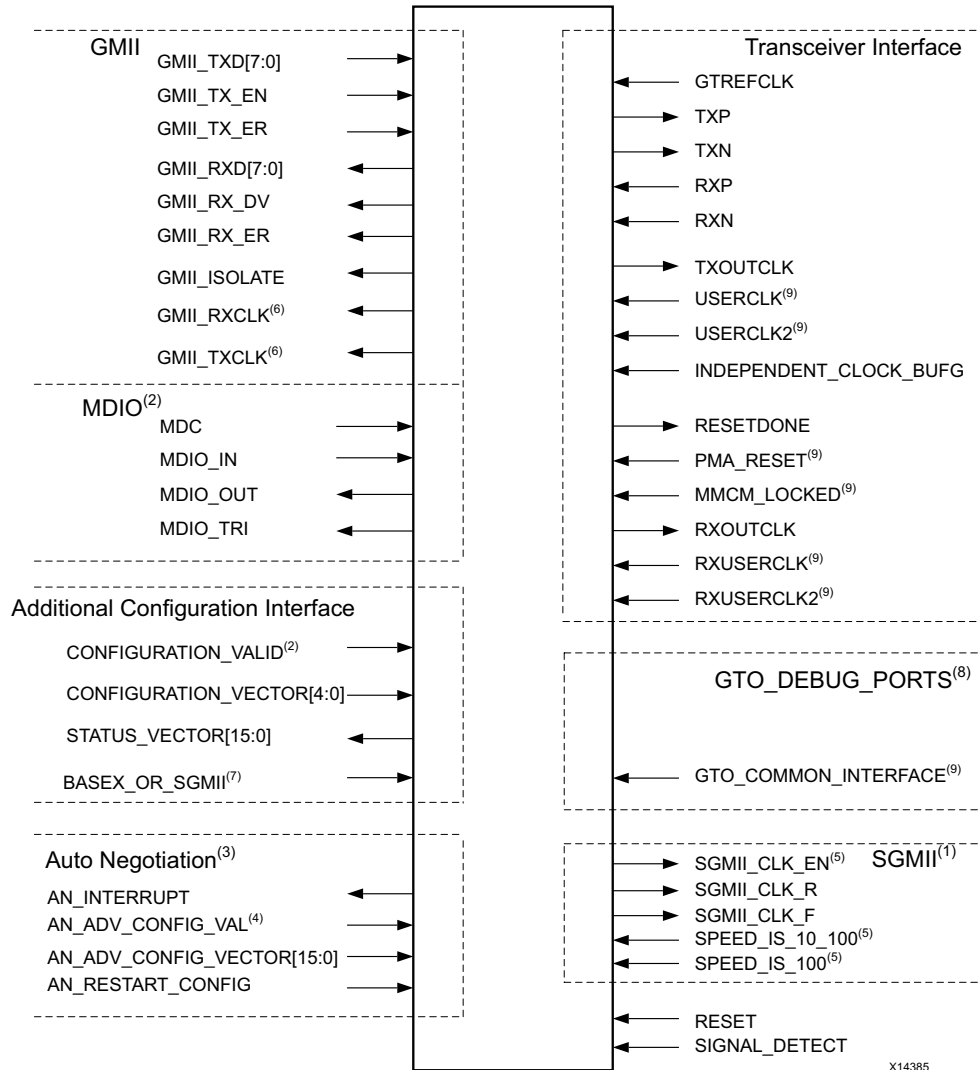 GMII
GMII_TXD[7:0]
GMII_TX_EN
GMII_TX_ER
GMII_RXD[7:0]
GMII_RX_DV
GMII_RX_ER
GMII_ISOLATE
GMII_RXCLK(6)
GMII_TXCLK(6)
MDIO(2)
MDC
MDIO_IN
MDIO_OUT
MDIO_TRI
Additional Configuration Interface
CONFIGURATION_VALID(2)
CONFIGURATION_VECTOR[4:0]
STATUS_VECTOR[15:0]
BASEX_OR_SGMII(7)
Auto Negotiation(3)
AN_INTERRUPT
AN_ADV_CONFIG_VAL(4)
AN_ADV_CONFIG_VECTOR[15:0]
AN_RESTART_CONFIG
Transceiver Interface
GTREFCLK
TXP
TXN
RXP
RXN
TXOUTCLK
USERCLK(9)
USERCLK2(9)
INDEPENDENT_CLOCK_BUFG
RESETDONE
PMA_RESET(9)
MMCM_LOCKED(9)
RXOUTCLK
RXUSERCLK(9)
RXUSERCLK2(9)
GTO_DEBUG_PORTS(8)
GTO_COMMON_INTERFACE(9)
SGMII(1)
SGMII_CLK_EN(5)
SGMII_CLK_R
SGMII_CLK_F
SPEED_IS_10_100(5)
SPEED_IS_100(5)
RESET
SIGNAL_DETECT
X14385